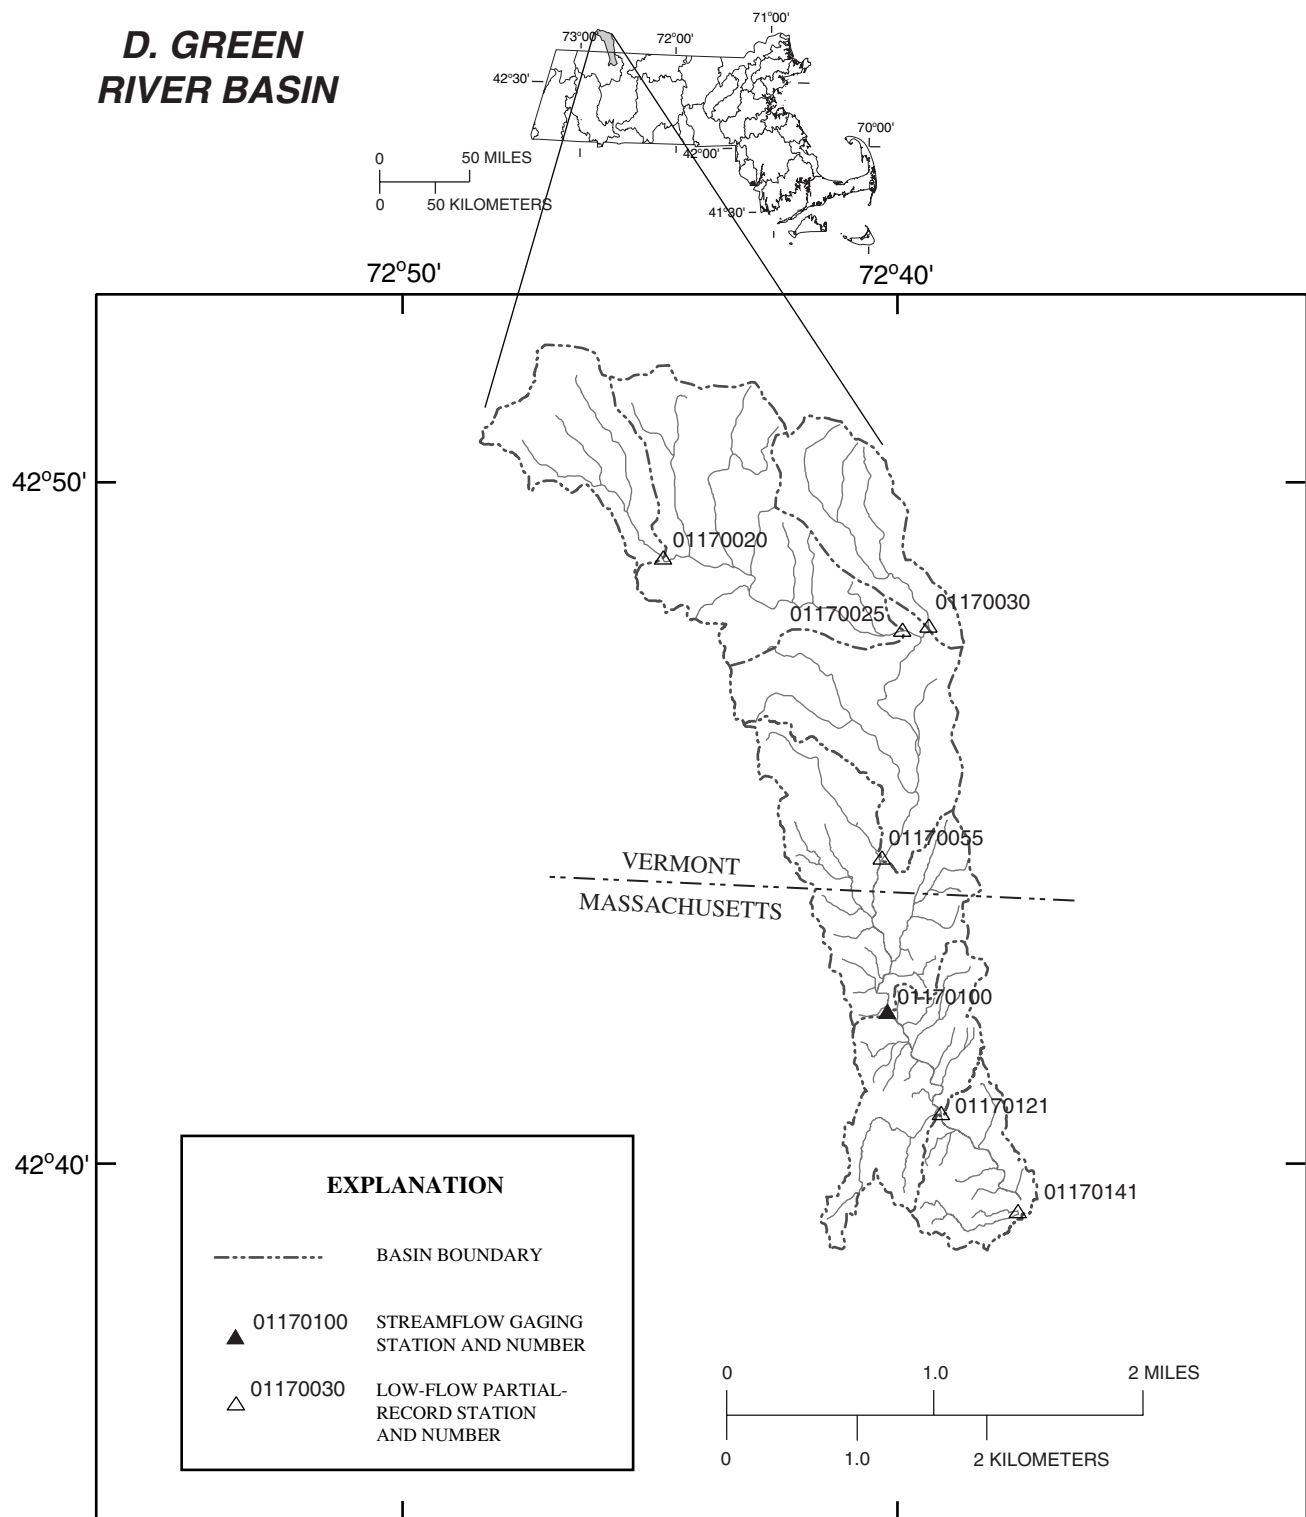 D. GREEN
RIVER BASIN
71°00'
73°00'
72°00'
42°30'
70°00'
42°00'
41°30'
0
50 MILES
0
50 KILOMETERS
72°50'
72°40'
42°50'
01170020
01170030
01170025
01170055
VERMONT
MASSACHUSETTS
01170100
01170121
42°40'
01170141
EXPLANATION
BASIN BOUNDARY
01170100
STREAMFLOW GAGING
STATION AND NUMBER
01170030
LOW-FLOW PARTIAL-
RECORD STATION
AND NUMBER
0
1.0
2 MILES
0
1.0
2 KILOMETERS